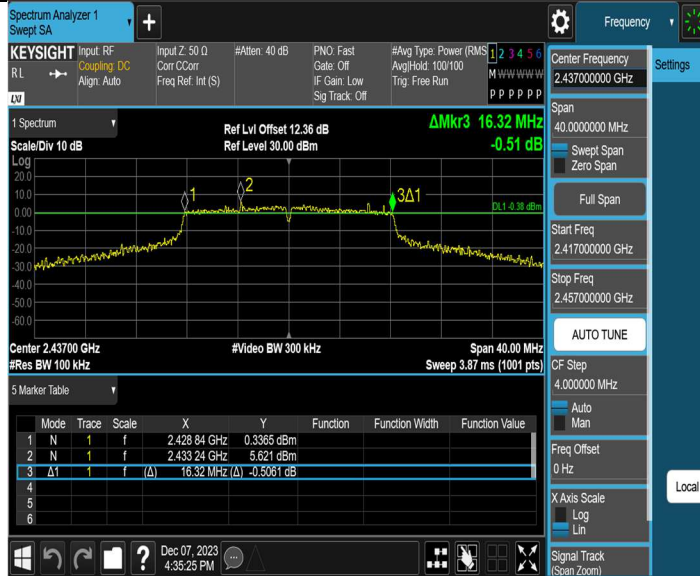 Spectrum Analyzer 1
Swept SA
Frequency
KEYSIGHT Input: RF Input Z: 50 Ω #Atten: 40 dB PNO: Fast #Avg Type: Power (RMS 1 2 3 4 5 6
RL Coupling: DC Corr CCorr Gate: Off Avg|Hold: 100/100 M W W W W W
Align: Auto Freq Ref: Int (S) IF Gain: Low Trig: Free Run
LXI Sig Track: Off P P P P P P
1 Spectrum
Scale/Div 10 dB
Ref Lvl Offset 12.36 dB
Ref Level 30.00 dBm
ΔMkr3 16.32 MHz
-0.51 dB
Log
20.0
10.0
0.00
-10.0
-20.0
-30.0
-40.0
-50.0
-60.0
1
2
3Δ1
DL1 -0.38 dBm
Center 2.43700 GHz #Video BW 300 kHz Span 40.00 MHz
#Res BW 100 kHz Sweep 3.87 ms (1001 pts)
5 Marker Table
Mode Trace Scale X Y Function Function Width Function Value
1 N 1 f 2.428 84 GHz 0.3365 dBm
2 N 1 f 2.433 24 GHz 5.621 dBm
3 Δ1 1 f (Δ) 16.32 MHz (Δ) -0.5061 dB
4
5
6
Dec 07, 2023
4:35:25 PM
Center Frequency
2.437000000 GHz
Settings
Span
40.0000000 MHz
Swept Span
Zero Span
Full Span
Start Freq
2.417000000 GHz
Stop Freq
2.457000000 GHz
AUTO TUNE
CF Step
4.000000 MHz
Auto
Man
Freq Offset
0 Hz
Local
X Axis Scale
Log
Lin
Signal Track
(Span Zoom)